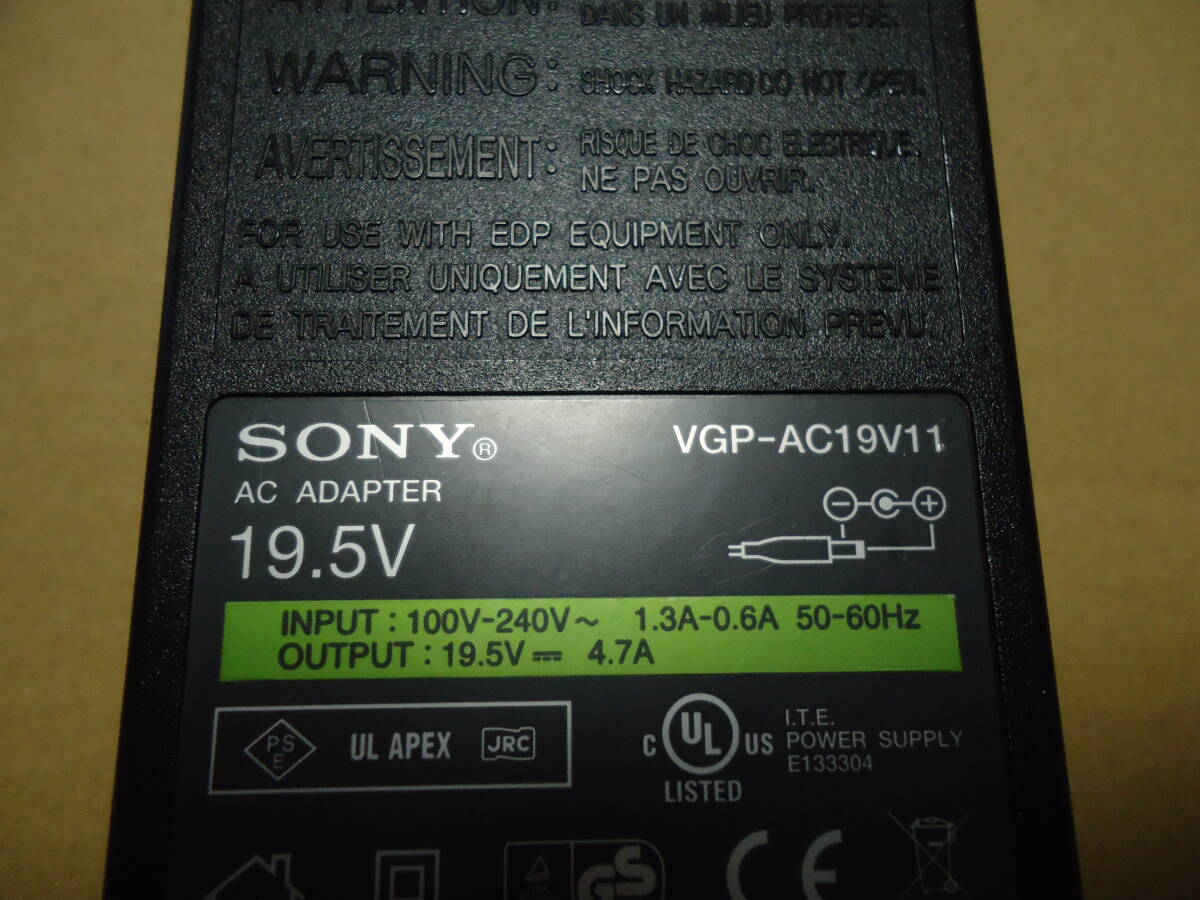 ATTENTION: DANS UN MILIEU PROTEGE.
WARNING: SHOCK HAZARD DO NOT OPEN.
AVERTISSEMENT: RISQUE DE CHOC ELECTRIQUE.
NE PAS OUVRIR.
FOR USE WITH EDP EQUIPMENT ONLY.
A UTILISER UNIQUEMENT AVEC LE SYSTEME
DE TRAITEMENT DE L'INFORMATION PREVU.
SONY® VGP-AC19V11
AC ADAPTER
19.5V
INPUT : 100V-240V~ 1.3A-0.6A 50-60Hz
OUTPUT : 19.5V⎓ 4.7A
PS
E
UL APEX
JRC
C UL US
LISTED
I.T.E.
POWER SUPPLY
E133304
GS
CE